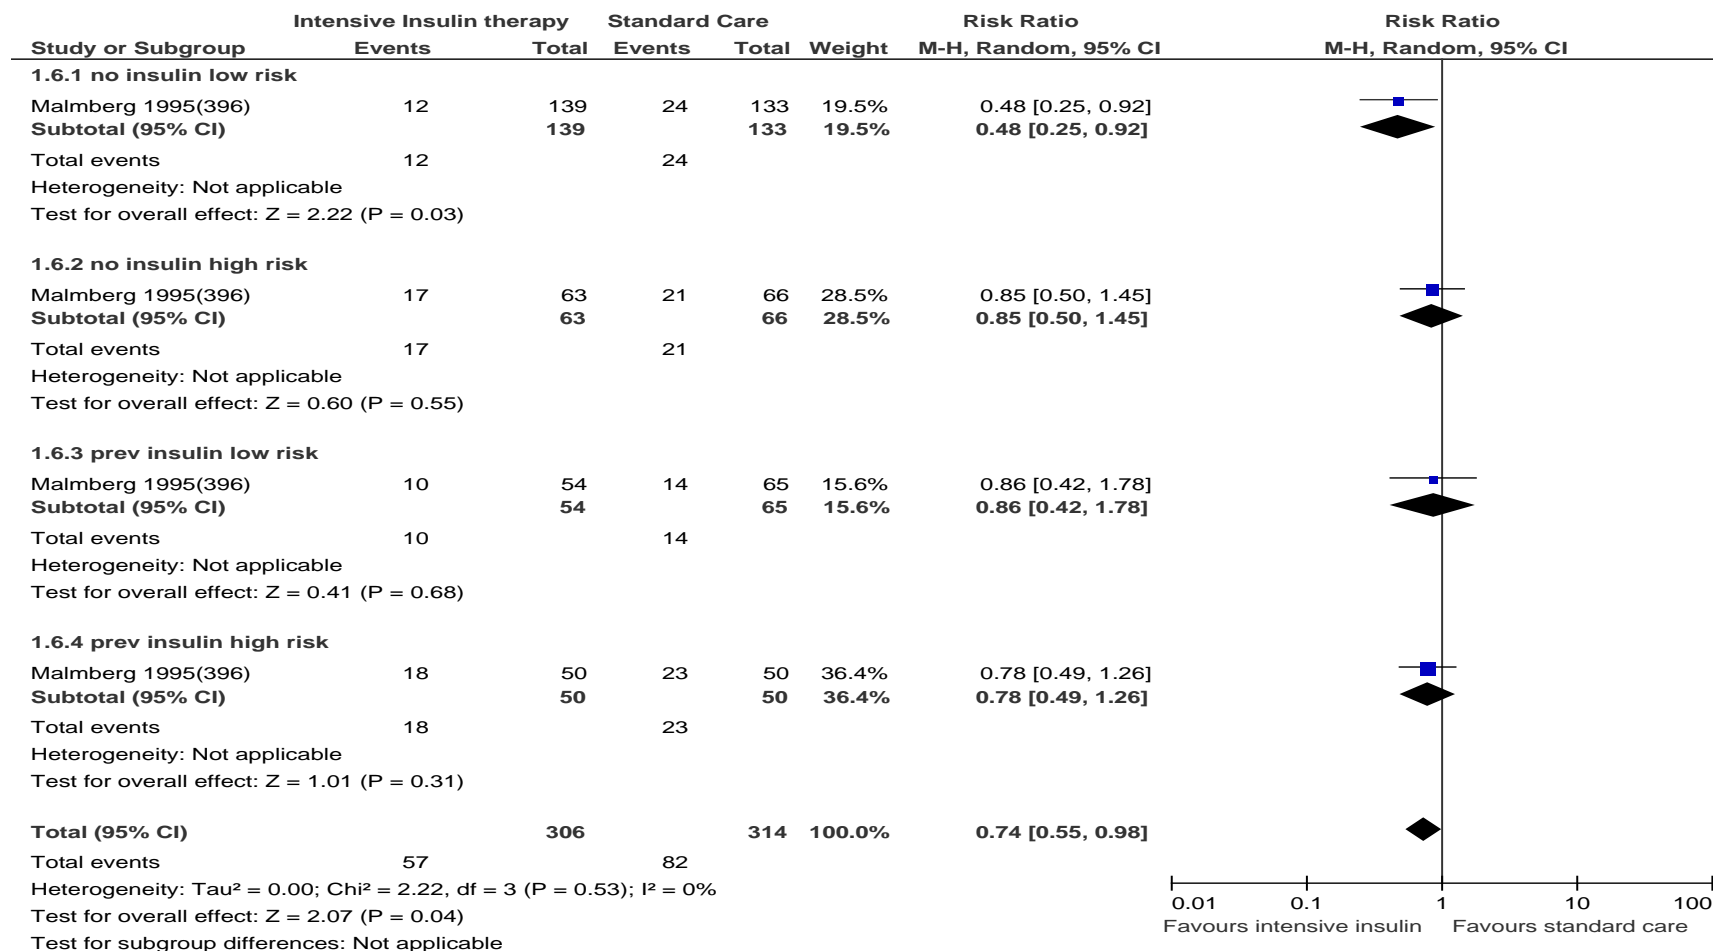 Intensive Insulin therapy Standard Care Risk Ratio Risk Ratio
Study or Subgroup Events Total Events Total Weight M-H, Random, 95% CI M-H, Random, 95% CI
1.6.1 no insulin low risk
Malmberg 1995(396) 12 139 24 133 19.5% 0.48 [0.25, 0.92]
Subtotal (95% CI) 139 133 19.5% 0.48 [0.25, 0.92]
Total events 12 24
Heterogeneity: Not applicable
Test for overall effect: Z = 2.22 (P = 0.03)
1.6.2 no insulin high risk
Malmberg 1995(396) 17 63 21 66 28.5% 0.85 [0.50, 1.45]
Subtotal (95% CI) 63 66 28.5% 0.85 [0.50, 1.45]
Total events 17 21
Heterogeneity: Not applicable
Test for overall effect: Z = 0.60 (P = 0.55)
1.6.3 prev insulin low risk
Malmberg 1995(396) 10 54 14 65 15.6% 0.86 [0.42, 1.78]
Subtotal (95% CI) 54 65 15.6% 0.86 [0.42, 1.78]
Total events 10 14
Heterogeneity: Not applicable
Test for overall effect: Z = 0.41 (P = 0.68)
1.6.4 prev insulin high risk
Malmberg 1995(396) 18 50 23 50 36.4% 0.78 [0.49, 1.26]
Subtotal (95% CI) 50 50 36.4% 0.78 [0.49, 1.26]
Total events 18 23
Heterogeneity: Not applicable
Test for overall effect: Z = 1.01 (P = 0.31)
Total (95% CI) 306 314 100.0% 0.74 [0.55, 0.98]
Total events 57 82
Heterogeneity: Tau² = 0.00; Chi² = 2.22, df = 3 (P = 0.53); I² = 0%
Test for overall effect: Z = 2.07 (P = 0.04)
Test for subgroup differences: Not applicable
0.01 0.1 1 10 100
Favours intensive insulin Favours standard care